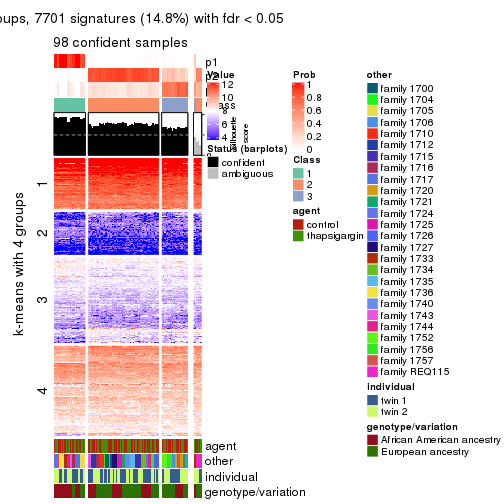 oups, 7701 signatures (14.8%) with fdr < 0.05
98 confident samples
p1
p2
Value
12
10
8
6
4
Status (barplots)
confident
ambiguous
Prob
1
0.8
0.6
0.4
0.2
0
Class
1
2
3
agent
control
thapsigargin
other
family 1700
family 1704
family 1705
family 1706
family 1710
family 1712
family 1715
family 1716
family 1717
family 1720
family 1721
family 1724
family 1725
family 1726
family 1727
family 1733
family 1734
family 1735
family 1736
family 1740
family 1743
family 1744
family 1752
family 1756
family 1757
family REQ115
individual
twin 1
twin 2
genotype/variation
African American ancestry
European ancestry
k-means with 4 groups
1
2
3
4
agent
other
individual
genotype/variation